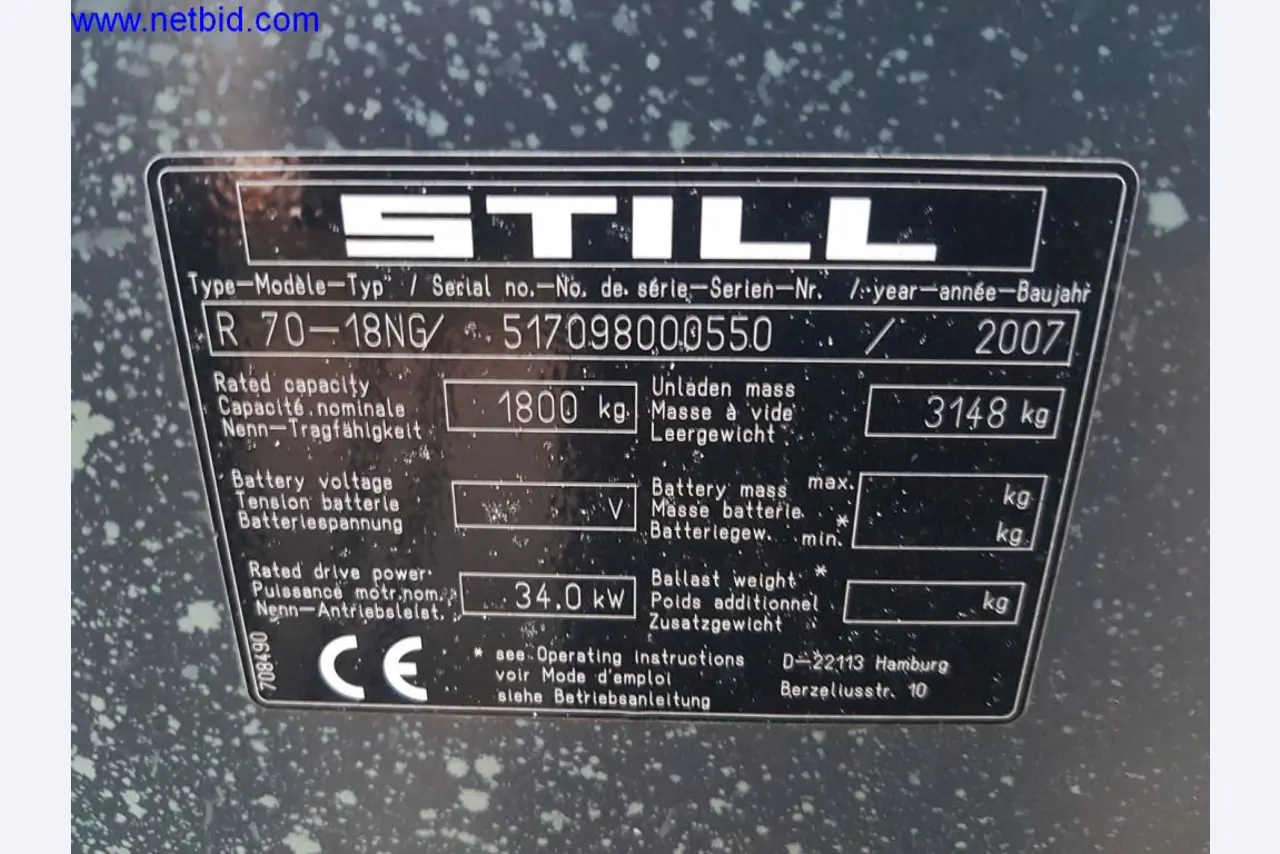 www.netbid.com
STILL
Type-Modèle-Typ / Serial no.-No. de série-Serien-Nr. / year-année-Baujahr
R 70-18NG/ 517098000550 / 2007
Rated capacity
Capacité nominale
Nenn-Tragfähigkeit
1800 kg
Unladen mass
Masse à vide
Leergewicht
3148 kg
Battery voltage
Tension batterie
Batteriespannung
V
Battery mass max.
Masse batterie
Batteriegew. min.*
kg
kg
Rated drive power
Puissance motr.nom.
Nenn-Antriebsleist.
34.0 kW
Ballast weight *
Poids additionnel
Zusatzgewicht
kg
708490
CE
* see Operating instructions
voir Mode d'emploi
siehe Betriebsanleitung
D-22113 Hamburg
Berzeliusstr. 10